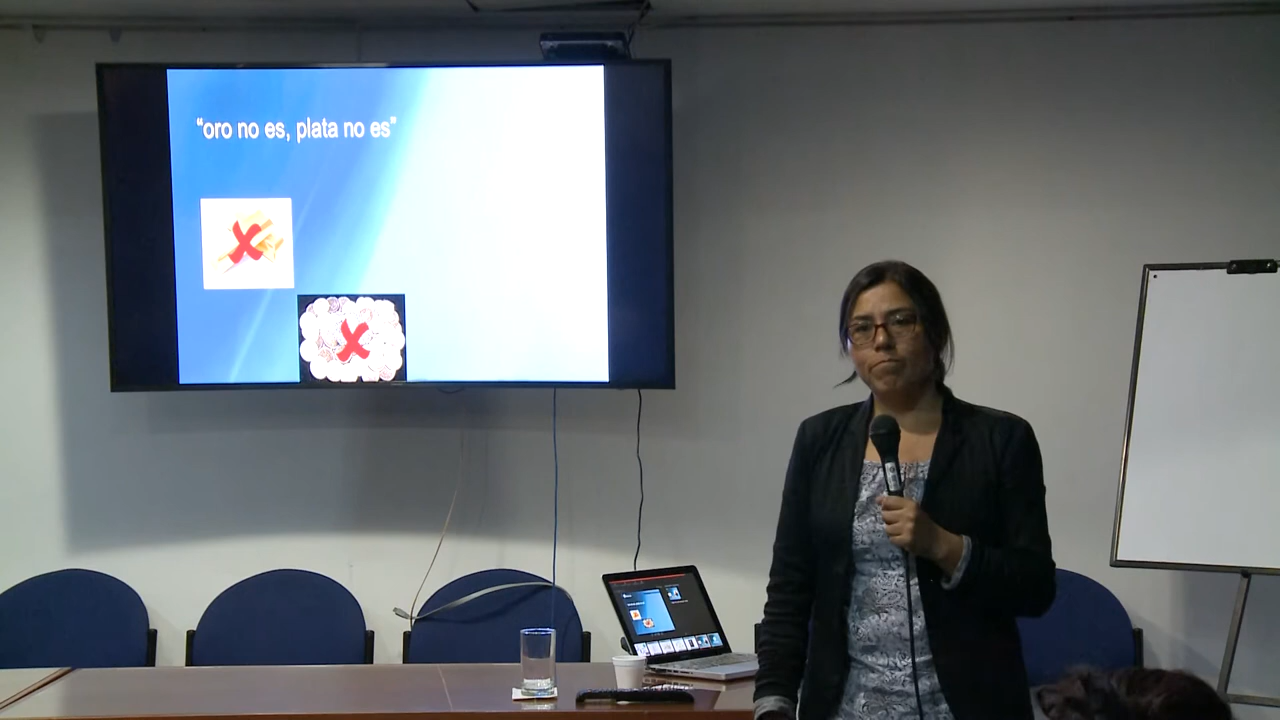 “oro no es, plata no es”